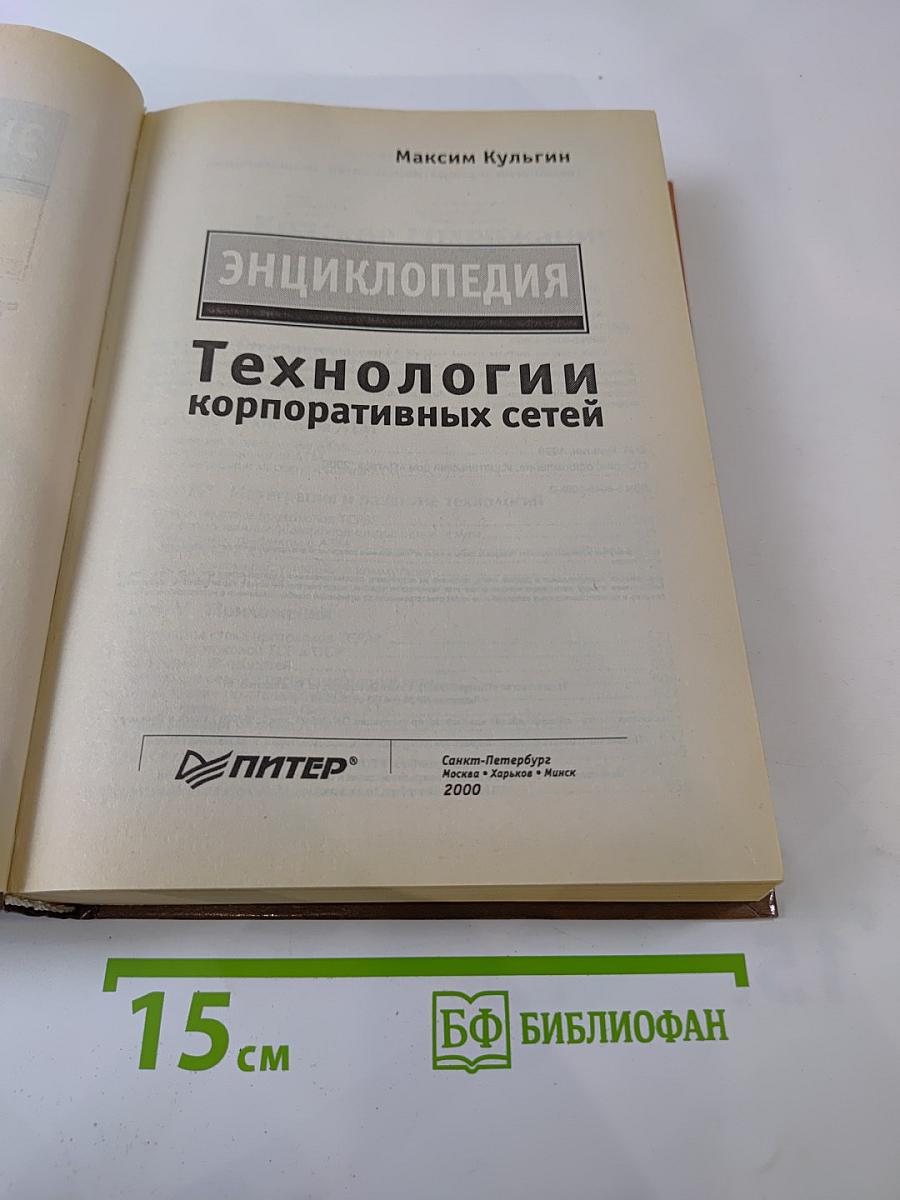 Максим Кульгин
ЭНЦИКЛОПЕДИЯ
Технологии
корпоративных сетей
ПИТЕР®
Санкт-Петербург
Москва • Харьков • Минск
2000
15 см
БФ БИБЛИОФАН